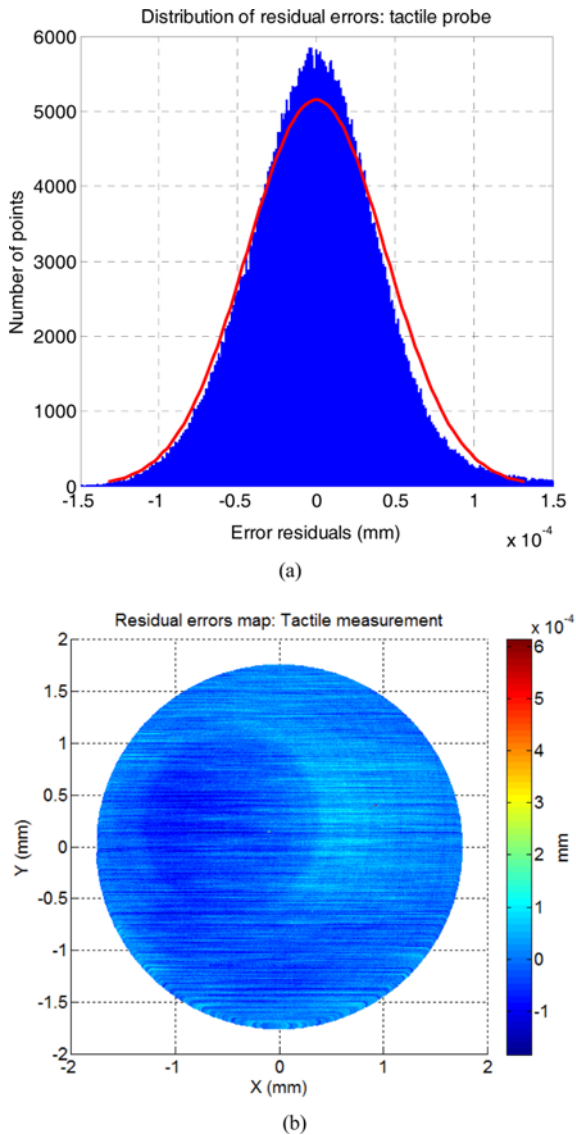 Distribution of residual errors: tactile probe
6000
5000
4000
3000
2000
1000
0
Number of points
-1.5 -1 -0.5 0 0.5 1 1.5
Error residuals (mm)
x 10-4
(a)
Residual errors map: Tactile measurement
2
1.5
1
0.5
0
-0.5
-1
-1.5
-2
Y (mm)
-2 -1 0 1 2
X (mm)
x 10-4
6
5
4
3
2
1
0
-1
mm
(b)